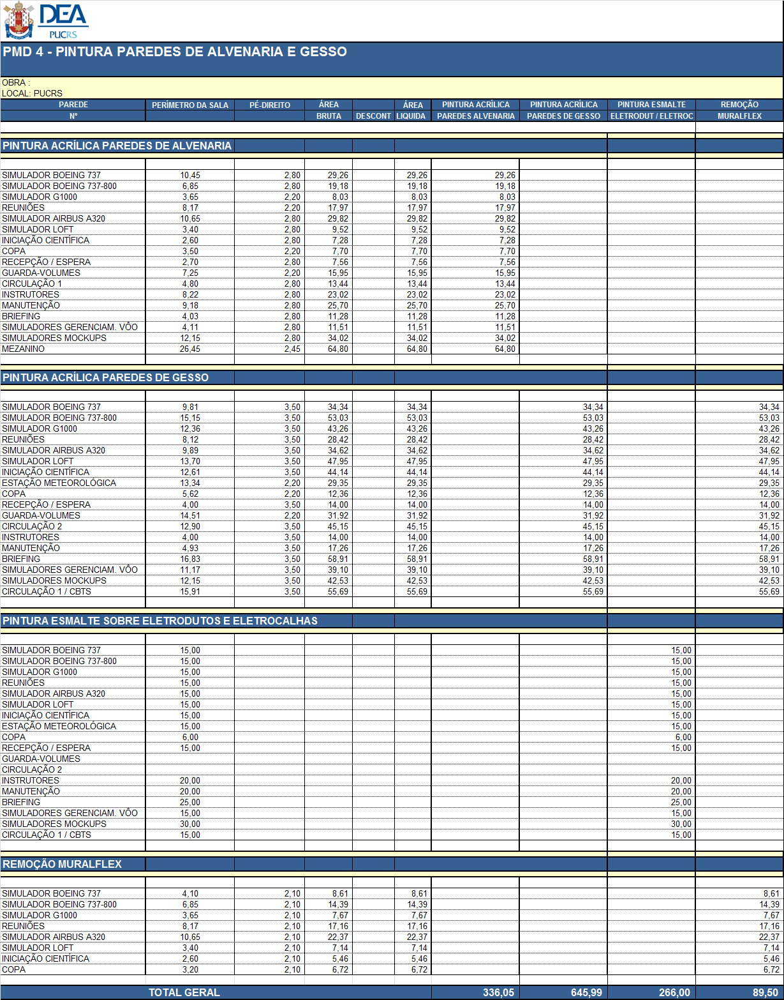 DEA
PUCRS
PMD 4 - PINTURA PAREDES DE ALVENARIA E GESSO
OBRA :
LOCAL: PUCRS
PAREDE PERÍMETRO DA SALA PÉ-DIREITO ÁREA ÁREA PINTURA ACRÍLICA PINTURA ACRÍLICA PINTURA ESMALTE REMOÇÃO
Nº BRUTA DESCONT LIQUIDA PAREDES ALVENARIA PAREDES DE GESSO ELETRODUT / ELETROC MURALFLEX
PINTURA ACRÍLICA PAREDES DE ALVENARIA
SIMULADOR BOEING 737 10,45 2,80 29,26 29,26 29,26
SIMULADOR BOEING 737-800 6,85 2,80 19,18 19,18 19,18
SIMULADOR G1000 3,65 2,20 8,03 8,03 8,03
REUNIÕES 8,17 2,20 17,97 17,97 17,97
SIMULADOR AIRBUS A320 10,65 2,80 29,82 29,82 29,82
SIMULADOR LOFT 3,40 2,80 9,52 9,52 9,52
INICIAÇÃO CIENTÍFICA 2,60 2,80 7,28 7,28 7,28
COPA 3,50 2,20 7,70 7,70 7,70
RECEPÇÃO / ESPERA 2,70 2,80 7,56 7,56 7,56
GUARDA-VOLUMES 7,25 2,20 15,95 15,95 15,95
CIRCULAÇÃO 1 4,80 2,80 13,44 13,44 13,44
INSTRUTORES 8,22 2,80 23,02 23,02 23,02
MANUTENÇÃO 9,18 2,80 25,70 25,70 25,70
BRIEFING 4,03 2,80 11,28 11,28 11,28
SIMULADORES GERENCIAM. VÔO 4,11 2,80 11,51 11,51 11,51
SIMULADORES MOCKUPS 12,15 2,80 34,02 34,02 34,02
MEZANINO 26,45 2,45 64,80 64,80 64,80
PINTURA ACRÍLICA PAREDES DE GESSO
SIMULADOR BOEING 737 9,81 3,50 34,34 34,34 34,34 34,34
SIMULADOR BOEING 737-800 15,15 3,50 53,03 53,03 53,03 53,03
SIMULADOR G1000 12,36 3,50 43,26 43,26 43,26 43,26
REUNIÕES 8,12 3,50 28,42 28,42 28,42 28,42
SIMULADOR AIRBUS A320 9,89 3,50 34,62 34,62 34,62 34,62
SIMULADOR LOFT 13,70 3,50 47,95 47,95 47,95 47,95
INICIAÇÃO CIENTÍFICA 12,61 3,50 44,14 44,14 44,14 44,14
ESTAÇÃO METEOROLÓGICA 13,34 2,20 29,35 29,35 29,35 29,35
COPA 5,62 2,20 12,36 12,36 12,36 12,36
RECEPÇÃO / ESPERA 4,00 3,50 14,00 14,00 14,00 14,00
GUARDA-VOLUMES 14,51 2,20 31,92 31,92 31,92 31,92
CIRCULAÇÃO 2 12,90 3,50 45,15 45,15 45,15 45,15
INSTRUTORES 4,00 3,50 14,00 14,00 14,00 14,00
MANUTENÇÃO 4,93 3,50 17,26 17,26 17,26 17,26
BRIEFING 16,83 3,50 58,91 58,91 58,91 58,91
SIMULADORES GERENCIAM. VÔO 11,17 3,50 39,10 39,10 39,10 39,10
SIMULADORES MOCKUPS 12,15 3,50 42,53 42,53 42,53 42,53
CIRCULAÇÃO 1 / CBTS 15,91 3,50 55,69 55,69 55,69 55,69
PINTURA ESMALTE SOBRE ELETRODUTOS E ELETROCALHAS
SIMULADOR BOEING 737 15,00 15,00
SIMULADOR BOEING 737-800 15,00 15,00
SIMULADOR G1000 15,00 15,00
REUNIÕES 15,00 15,00
SIMULADOR AIRBUS A320 15,00 15,00
SIMULADOR LOFT 15,00 15,00
INICIAÇÃO CIENTÍFICA 15,00 15,00
ESTAÇÃO METEOROLÓGICA 15,00 15,00
COPA 6,00 6,00
RECEPÇÃO / ESPERA 15,00 15,00
GUARDA-VOLUMES
CIRCULAÇÃO 2
INSTRUTORES 20,00 20,00
MANUTENÇÃO 20,00 20,00
BRIEFING 25,00 25,00
SIMULADORES GERENCIAM. VÔO 15,00 15,00
SIMULADORES MOCKUPS 30,00 30,00
CIRCULAÇÃO 1 / CBTS 15,00 15,00
REMOÇÃO MURALFLEX
SIMULADOR BOEING 737 4,10 2,10 8,61 8,61 8,61
SIMULADOR BOEING 737-800 6,85 2,10 14,39 14,39 14,39
SIMULADOR G1000 3,65 2,10 7,67 7,67 7,67
REUNIÕES 8,17 2,10 17,16 17,16 17,16
SIMULADOR AIRBUS A320 10,65 2,10 22,37 22,37 22,37
SIMULADOR LOFT 3,40 2,10 7,14 7,14 7,14
INICIAÇÃO CIENTÍFICA 2,60 2,10 5,46 5,46 5,46
COPA 3,20 2,10 6,72 6,72 6,72
TOTAL GERAL 336,05 645,99 266,00 89,50